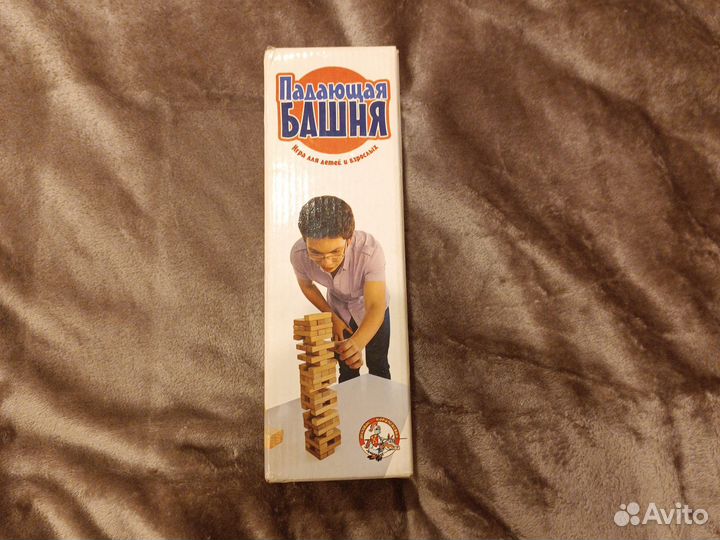 Падающая
БАШНЯ
Игра для детей и взрослых
Avito